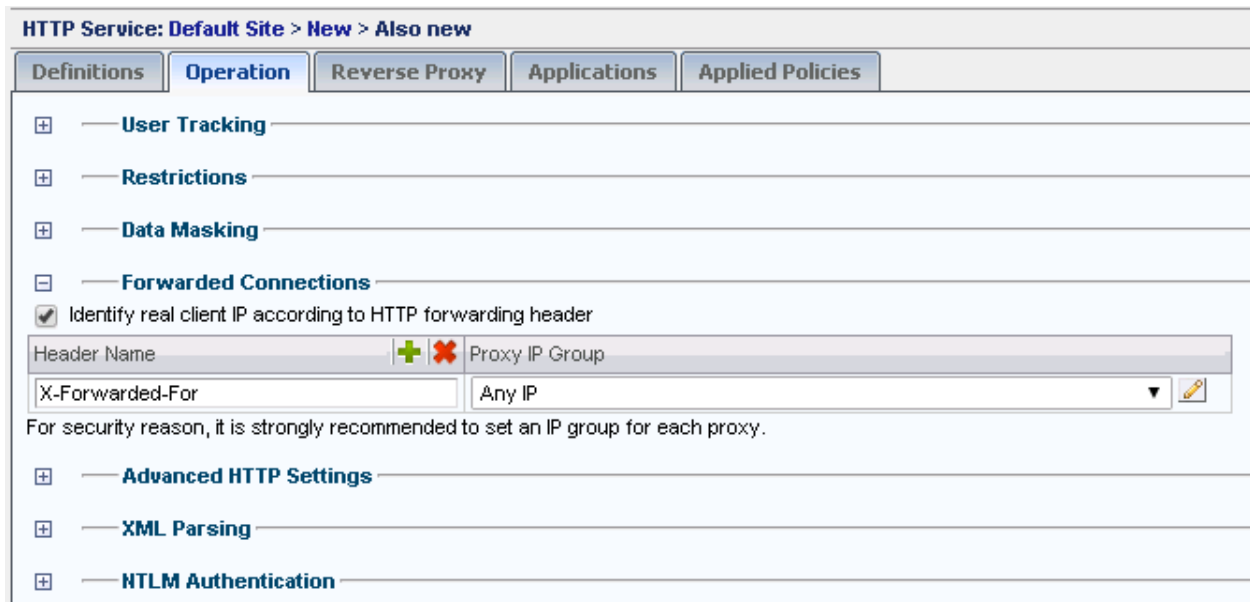 HTTP Service: Default Site > New > Also new
Definitions Operation Reverse Proxy Applications Applied Policies
User Tracking
Restrictions
Data Masking
Forwarded Connections
Identify real client IP according to HTTP forwarding header
Header Name Proxy IP Group
X-Forwarded-For Any IP
For security reason, it is strongly recommended to set an IP group for each proxy.
Advanced HTTP Settings
XML Parsing
NTLM Authentication